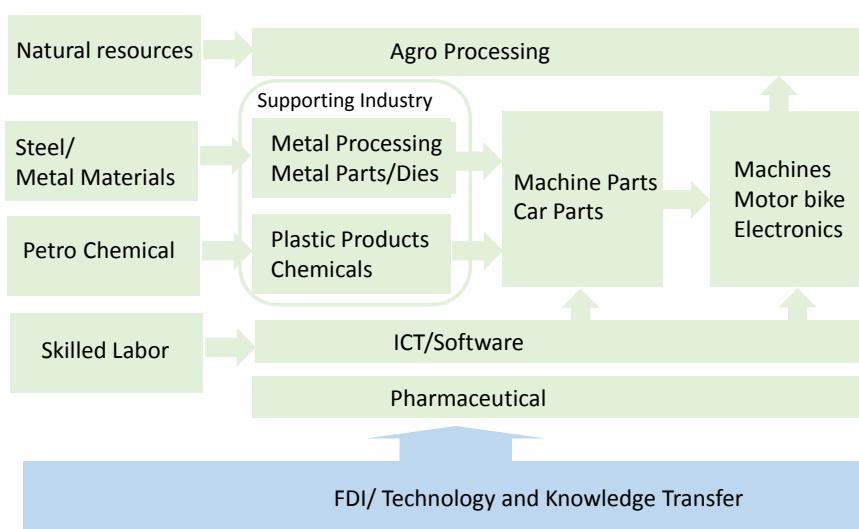 Natural resources
Agro Processing
Supporting Industry
Steel/
Metal Materials
Metal Processing
Metal Parts/Dies
Machine Parts
Car Parts
Machines
Motor bike
Electronics
Petro Chemical
Plastic Products
Chemicals
Skilled Labor
ICT/Software
Pharmaceutical
FDI/ Technology and Knowledge Transfer